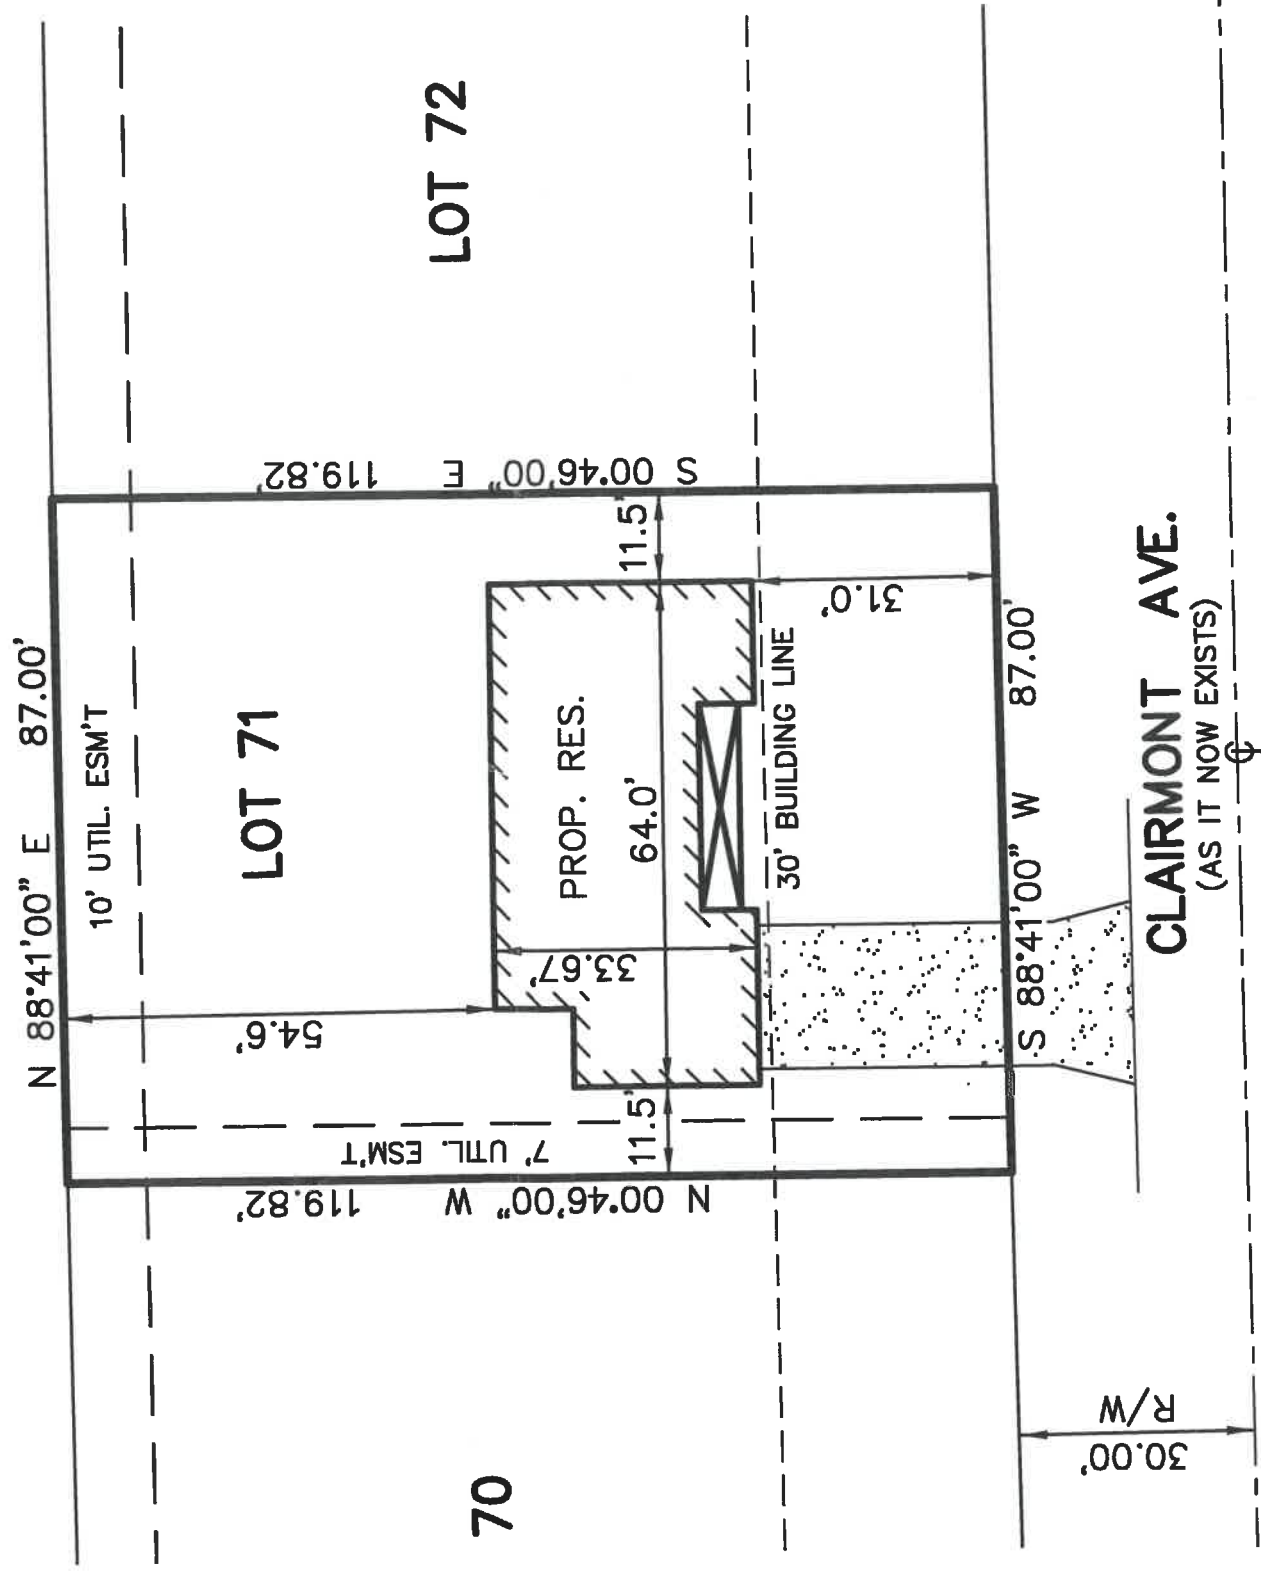 N 88°41'00" E 87.00'
10' UTIL. ESM'T
LOT 71
LOT 72
70
54.6'
S 00°46'00" E 119.82'
N 00°46'00" W 119.82'
7' UTIL. ESM'T
PROP. RES.
33.67'
64.0'
11.5'
11.5'
30' BUILDING LINE
31.0'
S 88°41'00" W 87.00'
CLAIRMONT AVE.
(AS IT NOW EXISTS)
30.00'
R/W